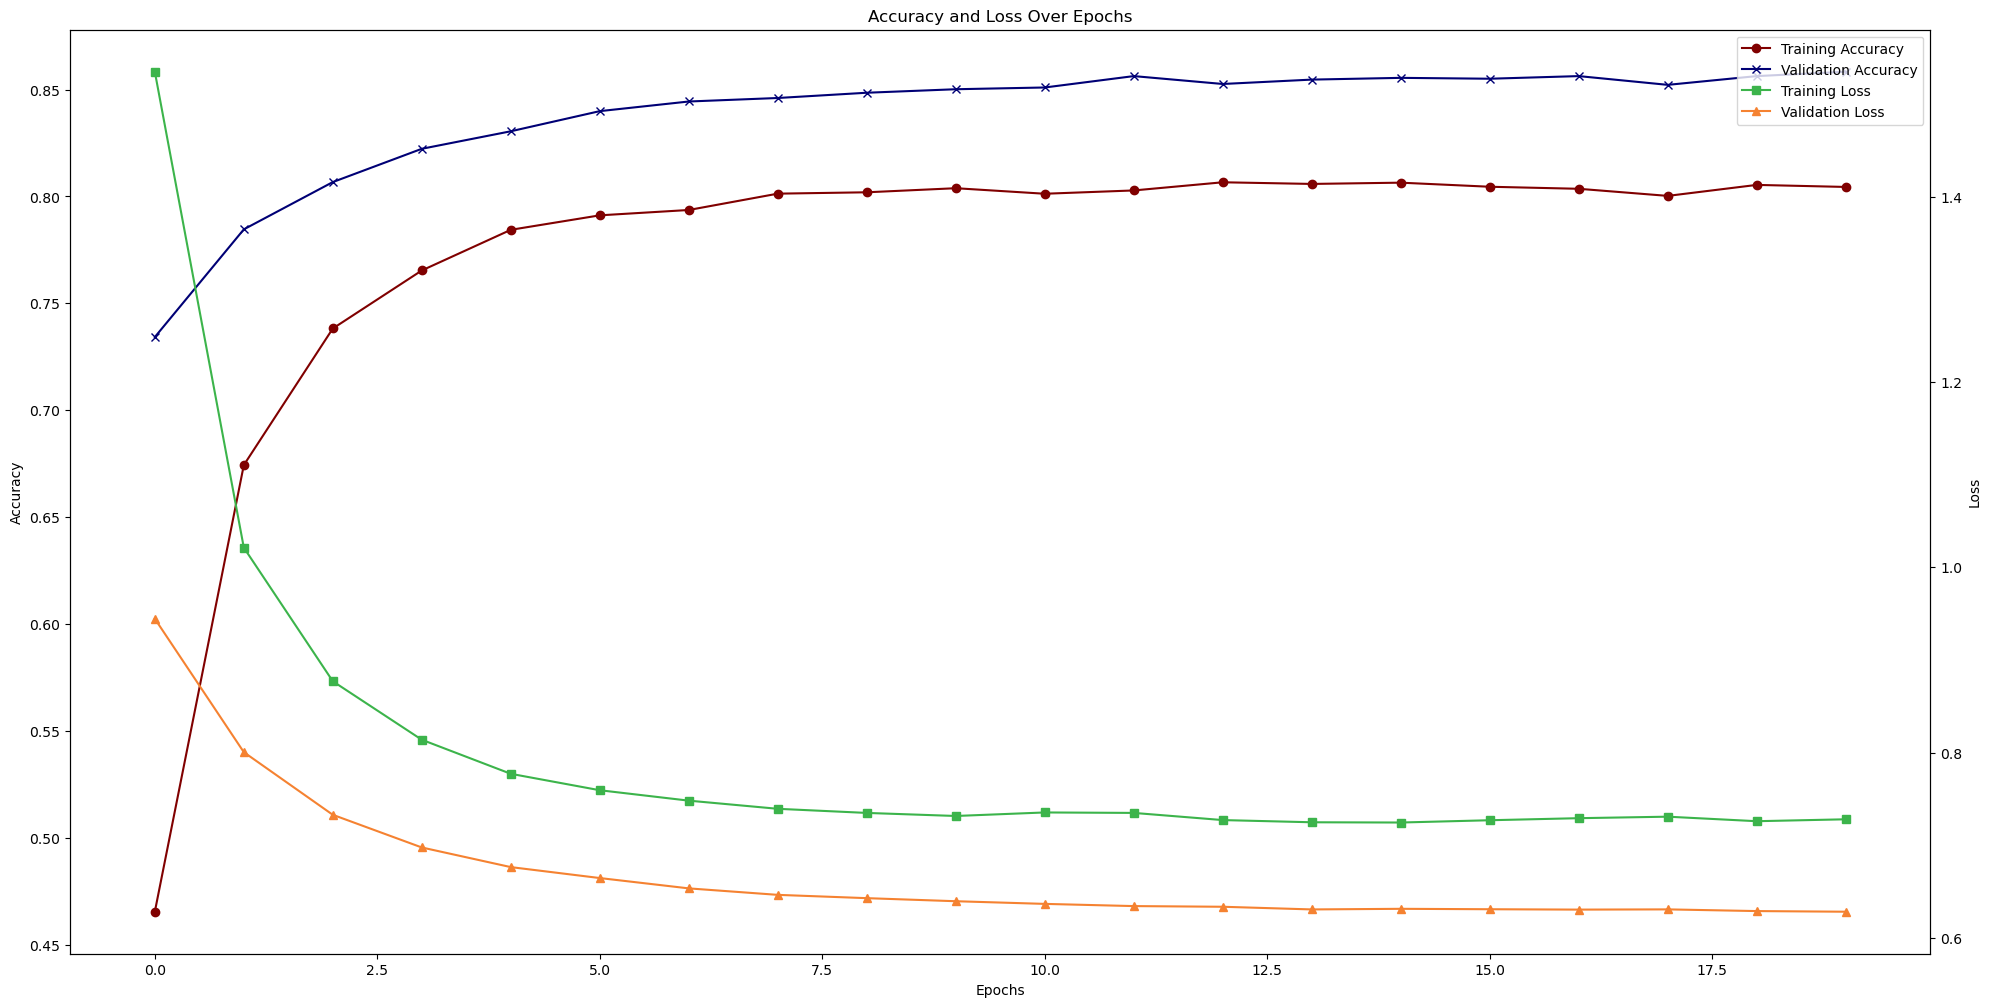 Accuracy and Loss Over Epochs
Training Accuracy
Validation Accuracy
Training Loss
Validation Loss
0.85
0.80
0.75
0.70
0.65
0.60
0.55
0.50
0.45
Accuracy
1.4
1.2
1.0
0.8
0.6
Loss
0.0 2.5 5.0 7.5 10.0 12.5 15.0 17.5
Epochs